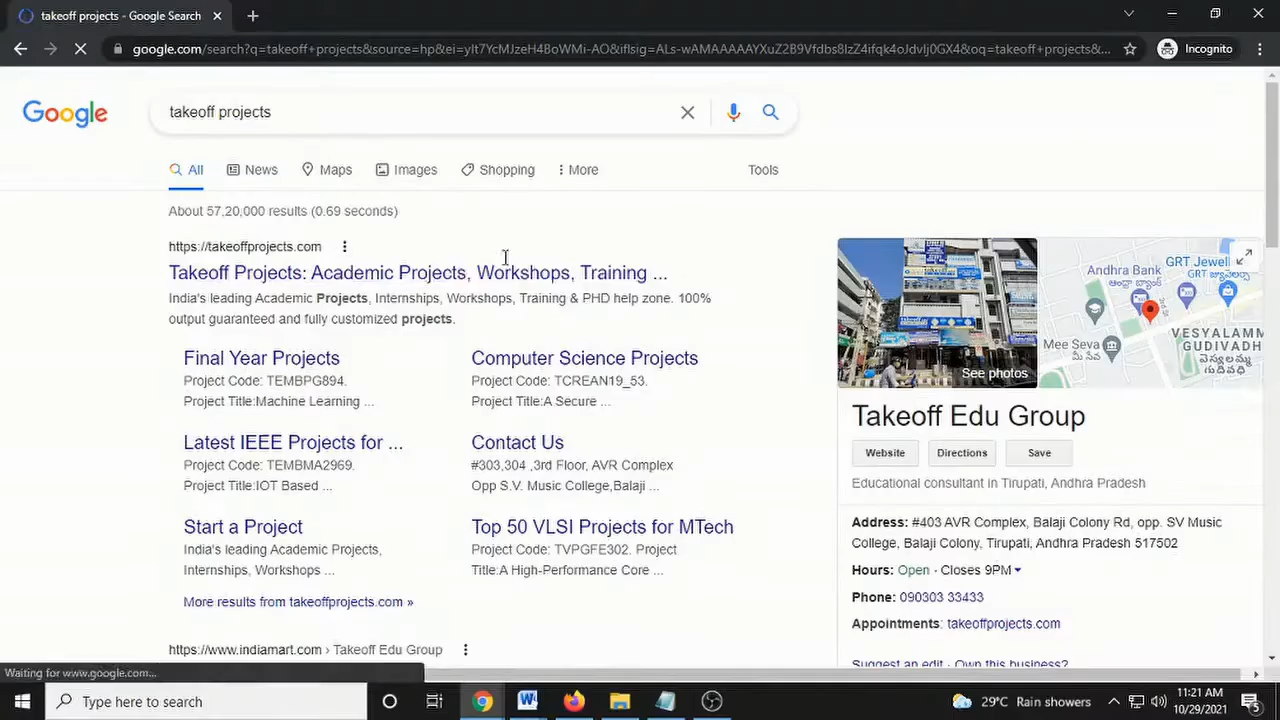 takeoff projects - Google Search
google.com/search?q=takeoff+projects&source=hp&ei=ylt7YcMJzeH4BoWMi-AO&iflsig=ALs-wAMAAAAAYXuZ2B9Vfdbs8lzZ4ifqk4oJdvlj0GX4&oq=takeoff+projects&...
Incognito
Google
takeoff projects
All
News
Maps
Images
Shopping
More
Tools
About 57,20,000 results (0.69 seconds)
https://takeoffprojects.com
Takeoff Projects: Academic Projects, Workshops, Training ...
India's leading Academic Projects, Internships, Workshops, Training & PHD help zone. 100%
output guaranteed and fully customized projects.
Final Year Projects
Project Code: TEMBPG894.
Project Title:Machine Learning ...
Computer Science Projects
Project Code: TCREAN19_53.
Project Title:A Secure ...
Latest IEEE Projects for ...
Project Code: TEMBMA2969.
Project Title:IOT Based ...
Contact Us
#303,304 ,3rd Floor, AVR Complex
Opp S.V. Music College,Balaji ...
Start a Project
India's leading Academic Projects,
Internships, Workshops ...
Top 50 VLSI Projects for MTech
Project Code: TVPGFE302. Project
Title:A High-Performance Core ...
More results from takeoffprojects.com »
https://www.indiamart.com › Takeoff Edu Group
See photos
Andhra Bank
ఆంధ్రా బ్యాంక్
GRT Jewell
Mee Seva
మీ సేవ
VESYALAMM
GUDIVADH
Takeoff Edu Group
Website
Directions
Save
Educational consultant in Tirupati, Andhra Pradesh
Address: #403 AVR Complex, Balaji Colony Rd, opp. SV Music
College, Balaji Colony, Tirupati, Andhra Pradesh 517502
Hours: Open · Closes 9PM
Phone: 090303 33433
Appointments: takeoffprojects.com
Suggest an edit · Own this business?
Waiting for www.google.com...
Type here to search
29°C Rain showers
11:21 AM
10/29/2021
5